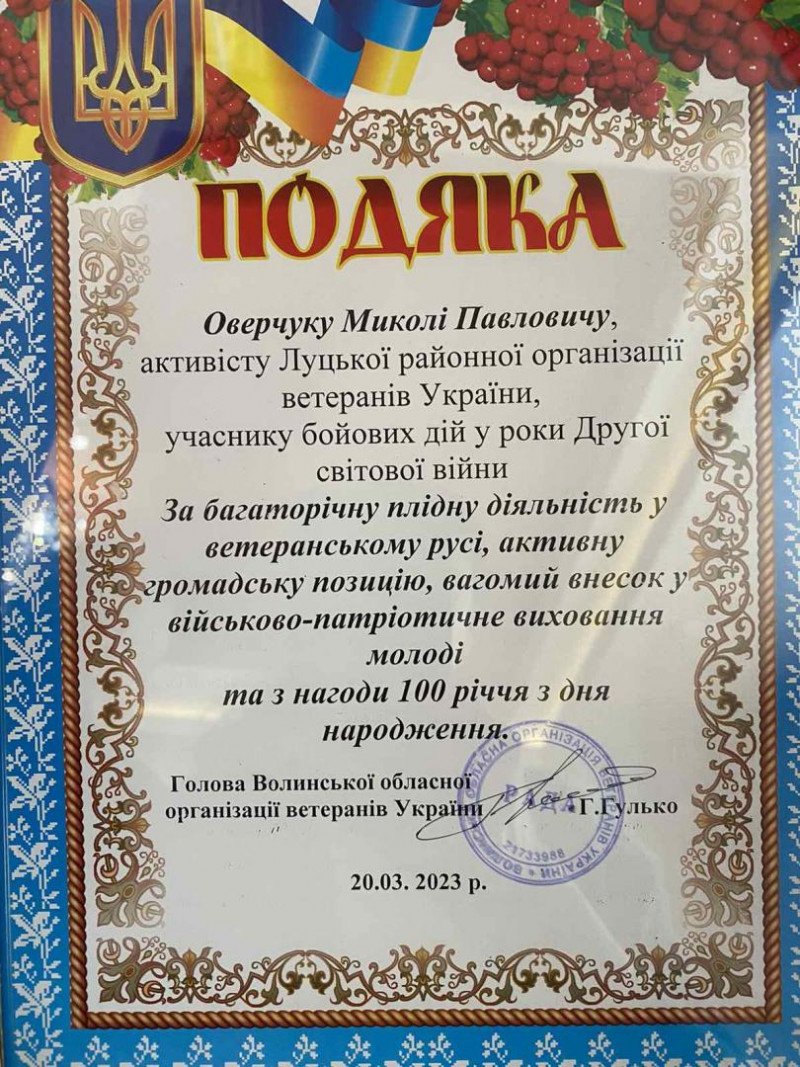 ПОДЯКА
Оверчуку Миколі Павловичу,
активісту Луцької районної організації
ветеранів України,
учаснику бойових дій у роки Другої
світової війни
За багаторічну плідну діяльність у
ветеранському русі, активну
громадську позицію, вагомий внесок у
військово-патріотичне виховання
молоді
та з нагоди 100 річчя з дня
народження.
Голова Волинської обласної
організації ветеранів України
Г.Гулько
РАДА
21733988
20.03. 2023 р.